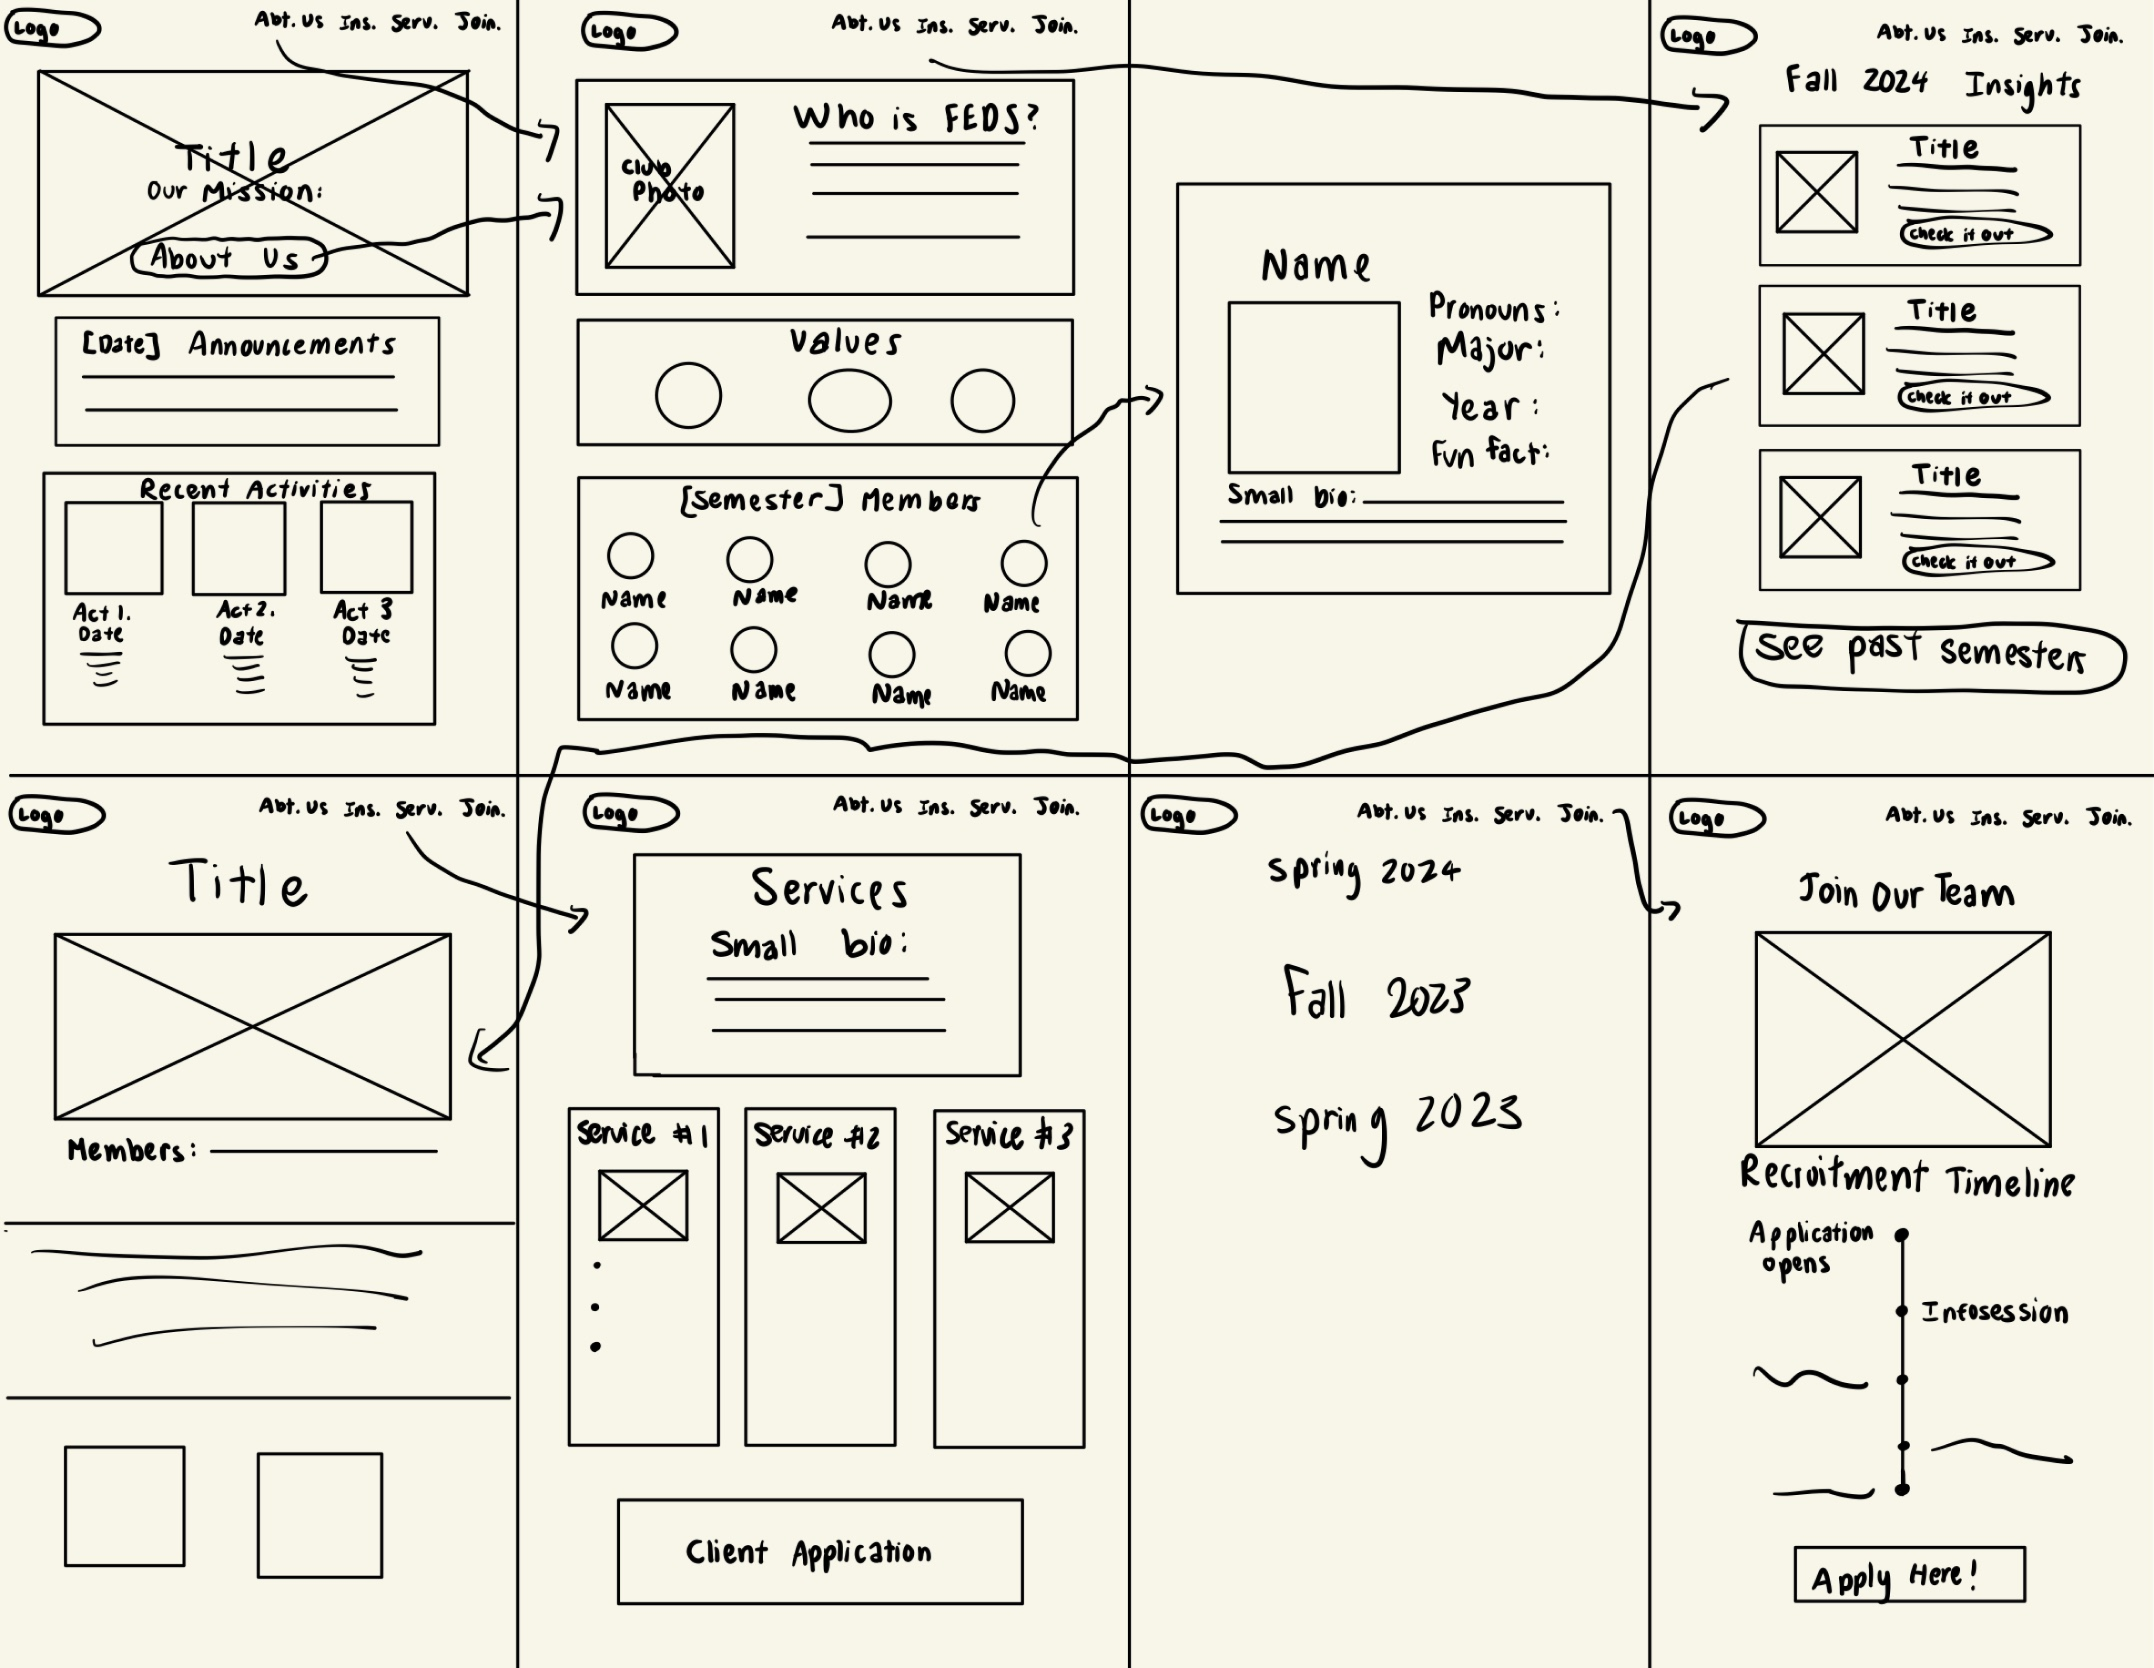 Logo
Abt. Us Ins. Serv. Join.
Title
Our Mission:
About Us
[Date] Announcements
Recent Activities
Act 1. Act 2. Act 3
Date Date Date
Logo
Abt. Us Ins. Serv. Join.
Who is FEDS?
Club
Photo
Values
[Semester] Members
Name Name Name Name
Name Name Name Name
Name
Pronouns:
Major:
Year:
Fun fact:
Small bio:
Logo
Abt. Us Ins. Serv. Join.
Fall 2024 Insights
Title
Check it out
Title
Check it out
Title
Check it out
See past semesters
Logo
Abt. Us Ins. Serv. Join.
Title
Members:
Logo
Abt. Us Ins. Serv. Join.
Services
Small bio:
Service #1 Service #2 Service #3
Client Application
Logo
Abt. Us Ins. Serv. Join.
Spring 2024
Fall 2023
Spring 2023
Logo
Abt. Us Ins. Serv. Join.
Join Our Team
Recruitment Timeline
Application
opens
Infosession
Apply Here!